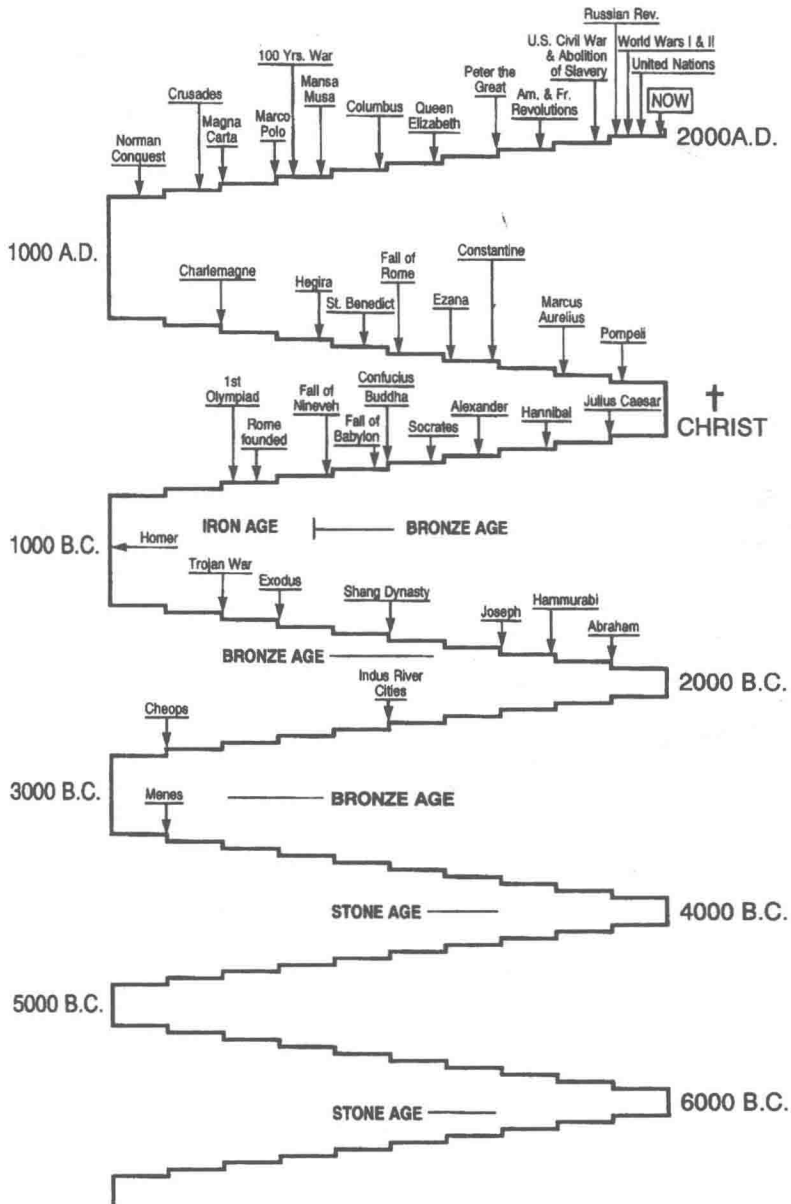 Russian Rev.
U.S. Civil War
& Abolition
of Slavery
World Wars I & II
United Nations
100 Yrs. War
Mansa
Musa
Peter the
Great
Am. & Fr.
Revolutions
NOW
Crusades
Magna
Carta
Marco
Polo
Columbus
Queen
Elizabeth
2000A.D.
Norman
Conquest
1000 A.D.
Charlemagne
Hegira
St. Benedict
Fall of
Rome
Ezana
Constantine
Marcus
Aurelius
Pompeii
1st
Olympiad
Rome
founded
Fall of
Nineveh
Fall of
Babylon
Confucius
Buddha
Socrates
Alexander
Hannibal
Julius Caesar
CHRIST
IRON AGE
BRONZE AGE
1000 B.C.
Homer
Trojan War
Exodus
Shang Dynasty
Joseph
Hammurabi
Abraham
BRONZE AGE
2000 B.C.
Indus River
Cities
Cheops
3000 B.C.
Menes
BRONZE AGE
STONE AGE
4000 B.C.
5000 B.C.
STONE AGE
6000 B.C.